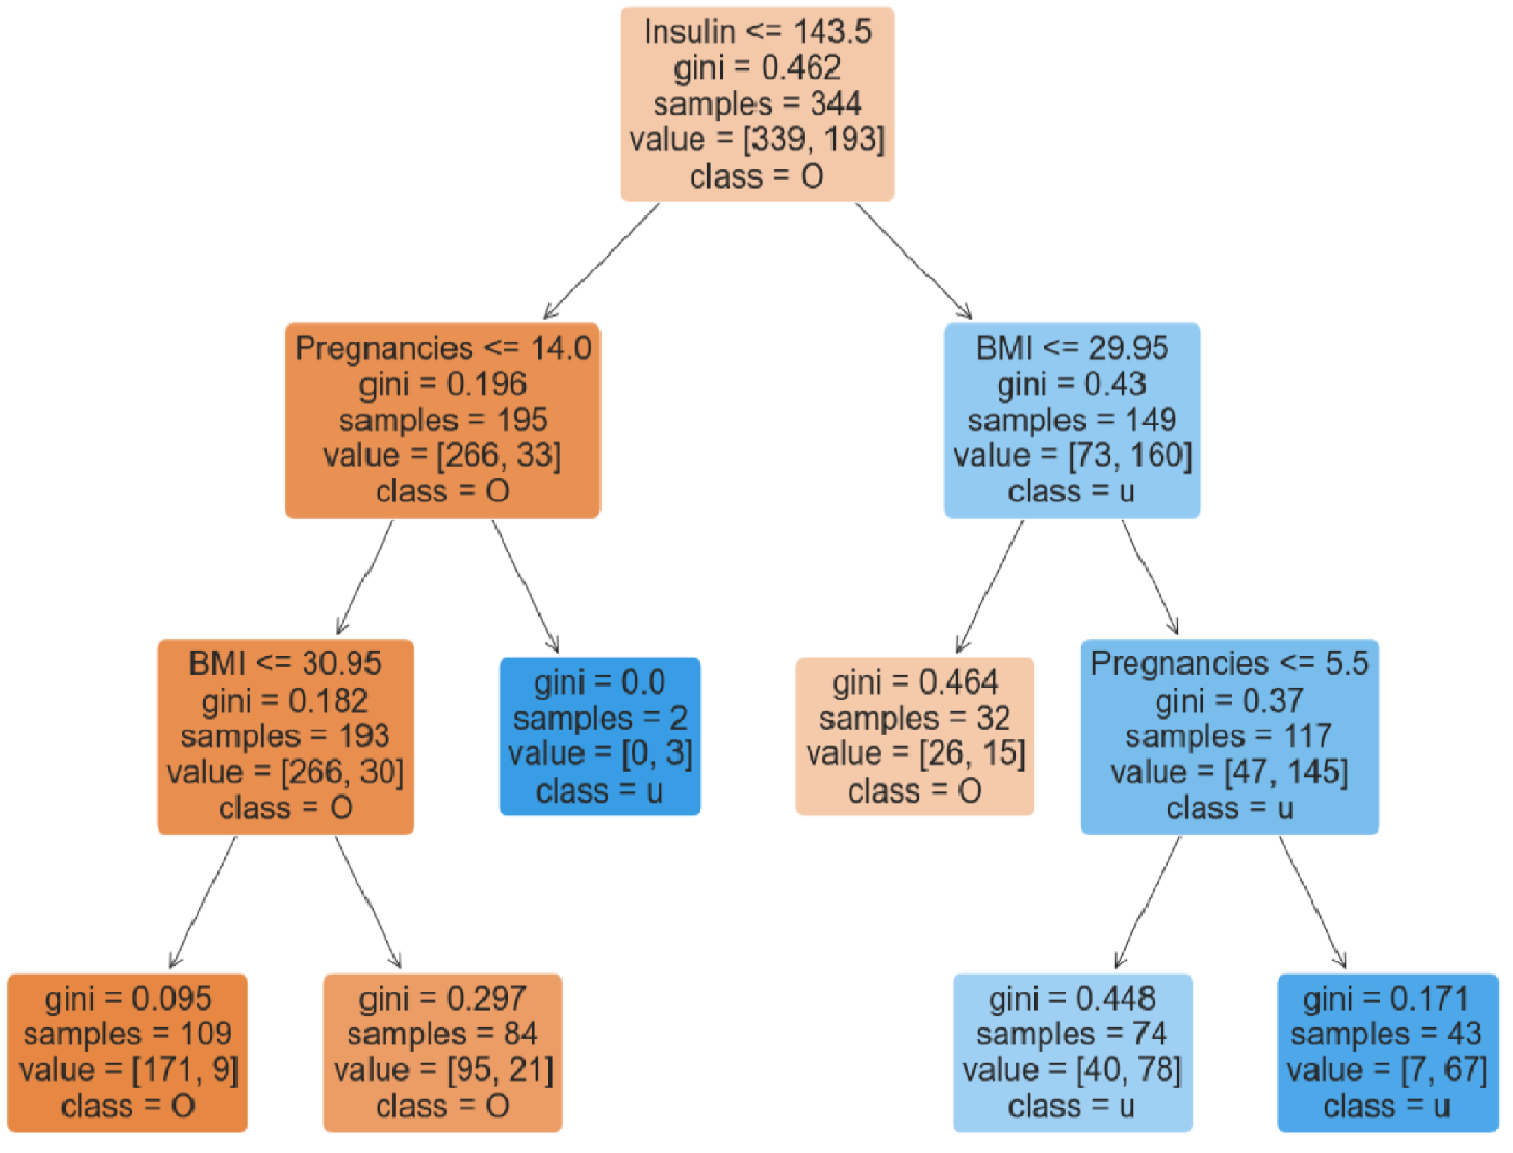 Insulin <= 143.5
gini = 0.462
samples = 344
value = [339, 193]
class = O
Pregnancies <= 14.0
gini = 0.196
samples = 195
value = [266, 33]
class = O
BMI <= 29.95
gini = 0.43
samples = 149
value = [73, 160]
class = u
BMI <= 30.95
gini = 0.182
samples = 193
value = [266, 30]
class = O
gini = 0.0
samples = 2
value = [0, 3]
class = u
gini = 0.464
samples = 32
value = [26, 15]
class = O
Pregnancies <= 5.5
gini = 0.37
samples = 117
value = [47, 145]
class = u
gini = 0.095
samples = 109
value = [171, 9]
class = O
gini = 0.297
samples = 84
value = [95, 21]
class = O
gini = 0.448
samples = 74
value = [40, 78]
class = u
gini = 0.171
samples = 43
value = [7, 67]
class = u